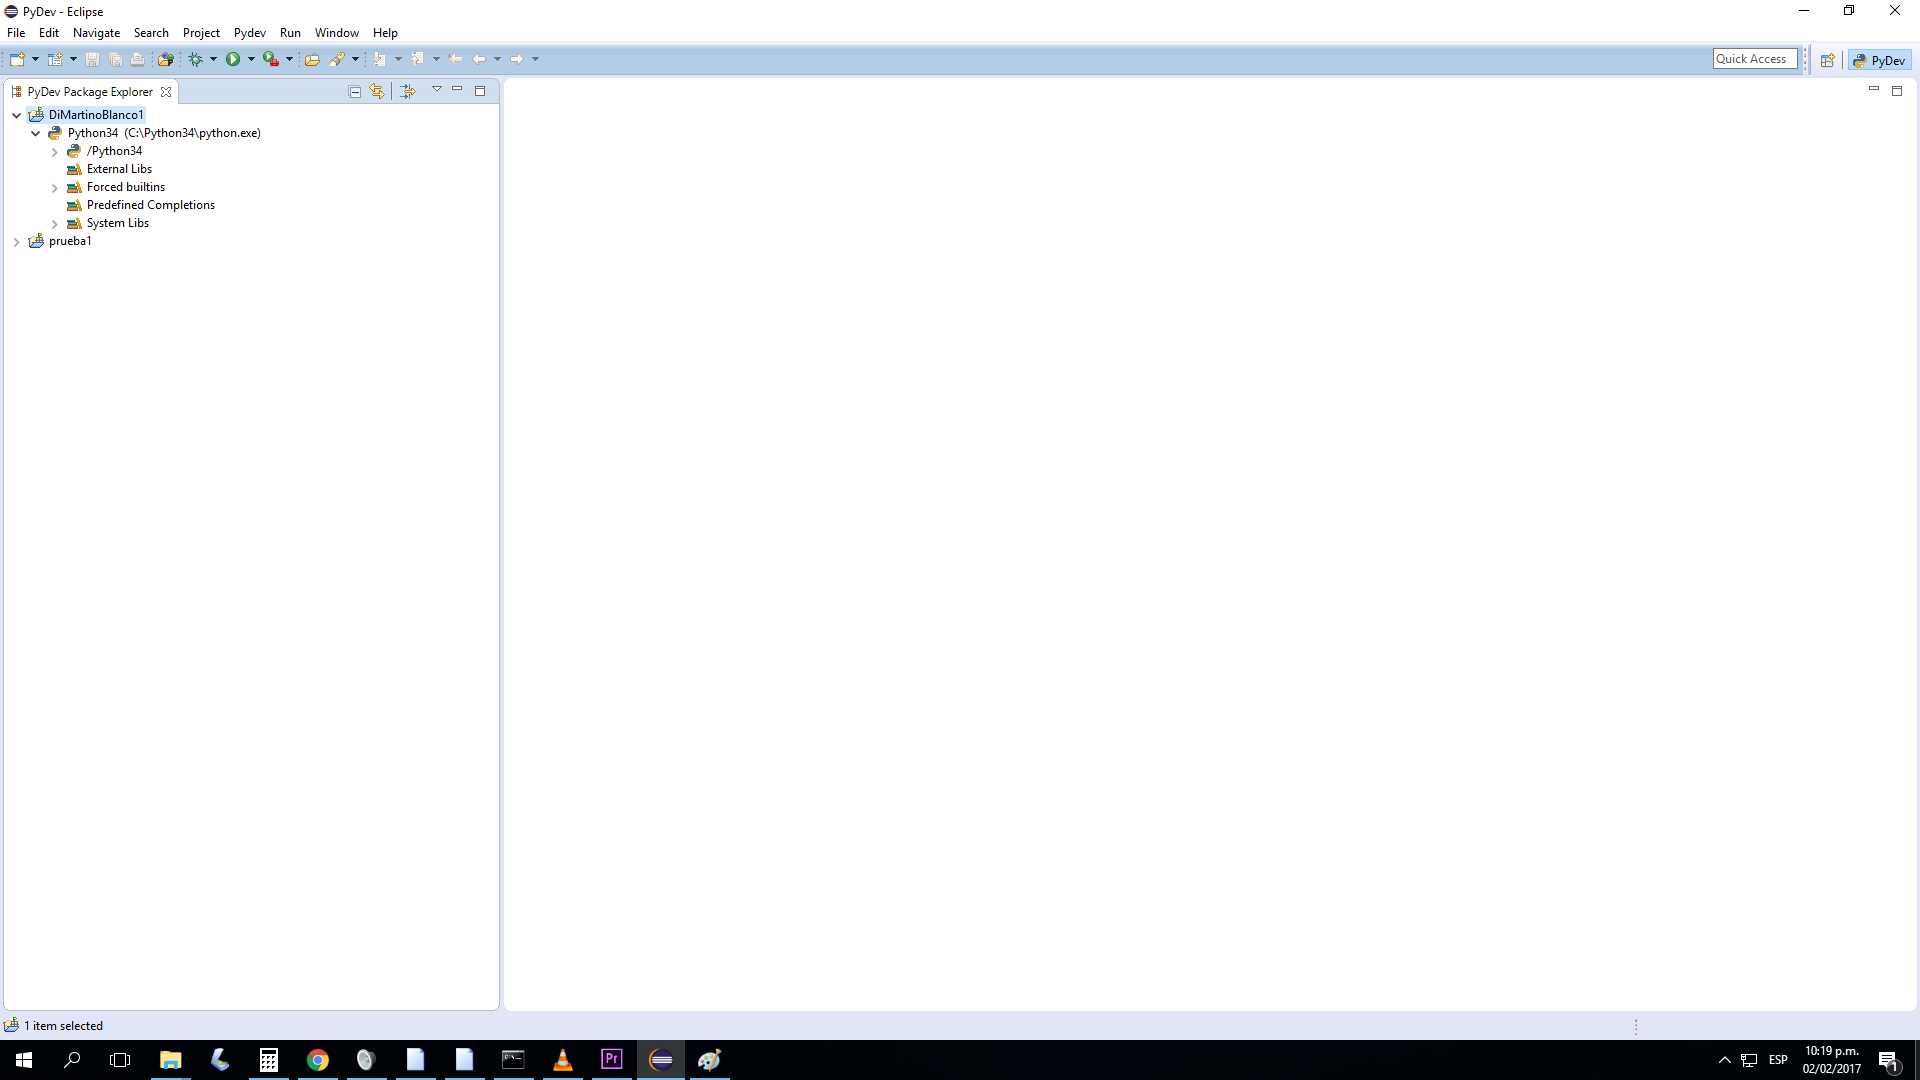 PyDev - Eclipse
File Edit Navigate Search Project Pydev Run Window Help
Quick Access
PyDev
PyDev Package Explorer
DiMartinoBlanco1
Python34 (C:\Python34\python.exe)
/Python34
External Libs
Forced builtins
Predefined Completions
System Libs
prueba1
1 item selected
Pr
ESP
10:19 p.m.
02/02/2017
1